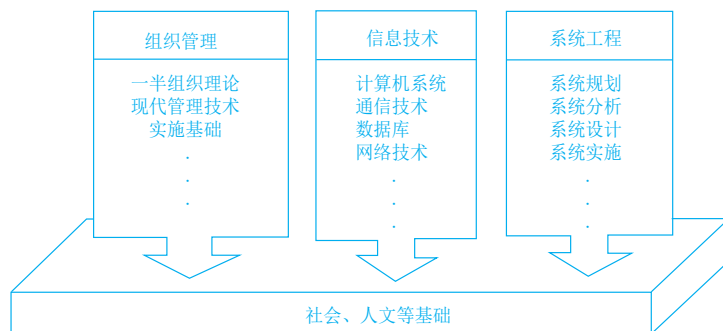 组织管理
一半组织理论
现代管理技术
实施基础
.
.
.
信息技术
计算机系统
通信技术
数据库
网络技术
.
.
.
系统工程
系统规划
系统分析
系统设计
系统实施
.
.
.
社会、人文等基础